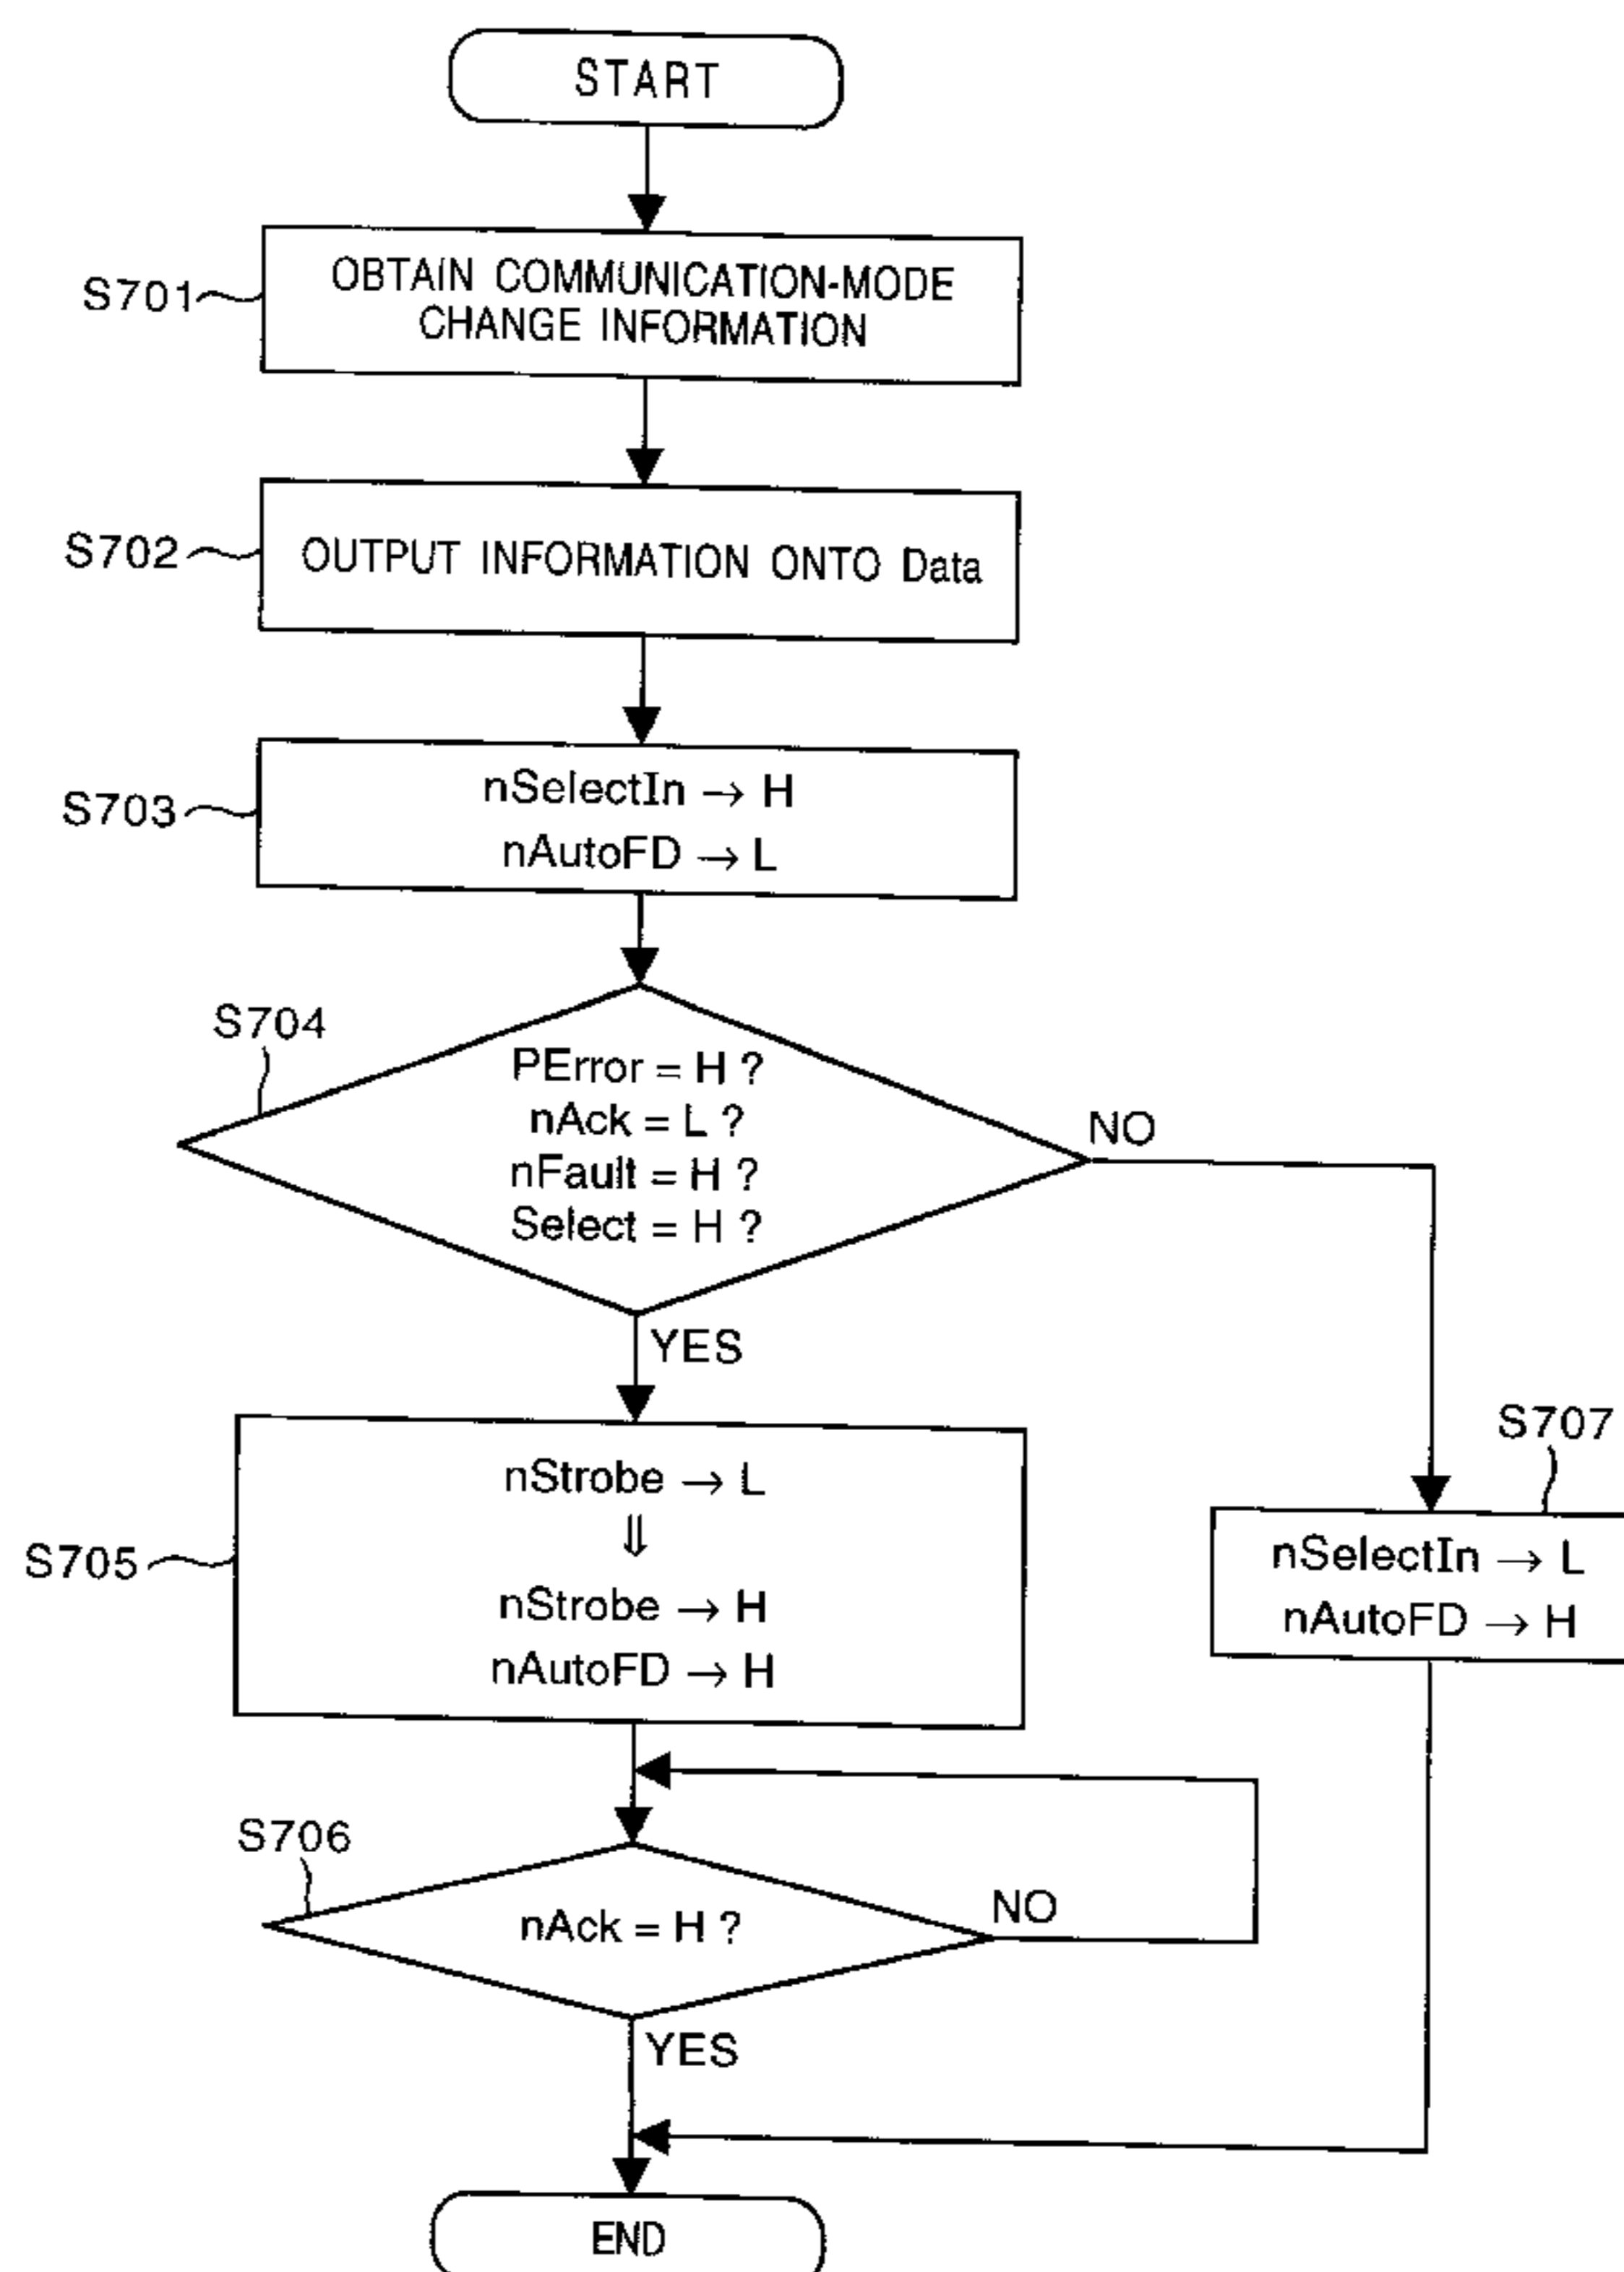 START
S701
OBTAIN COMMUNICATION-MODE
CHANGE INFORMATION
S702
OUTPUT INFORMATION ONTO Data
S703
nSelectIn → H
nAutoFD → L
S704
PError = H ?
nAck = L ?
nFault = H ?
Select = H ?
NO
YES
S705
nStrobe → L
⇓
nStrobe → H
nAutoFD → H
S707
nSelectIn → L
nAutoFD → H
S706
nAck = H ?
NO
YES
END